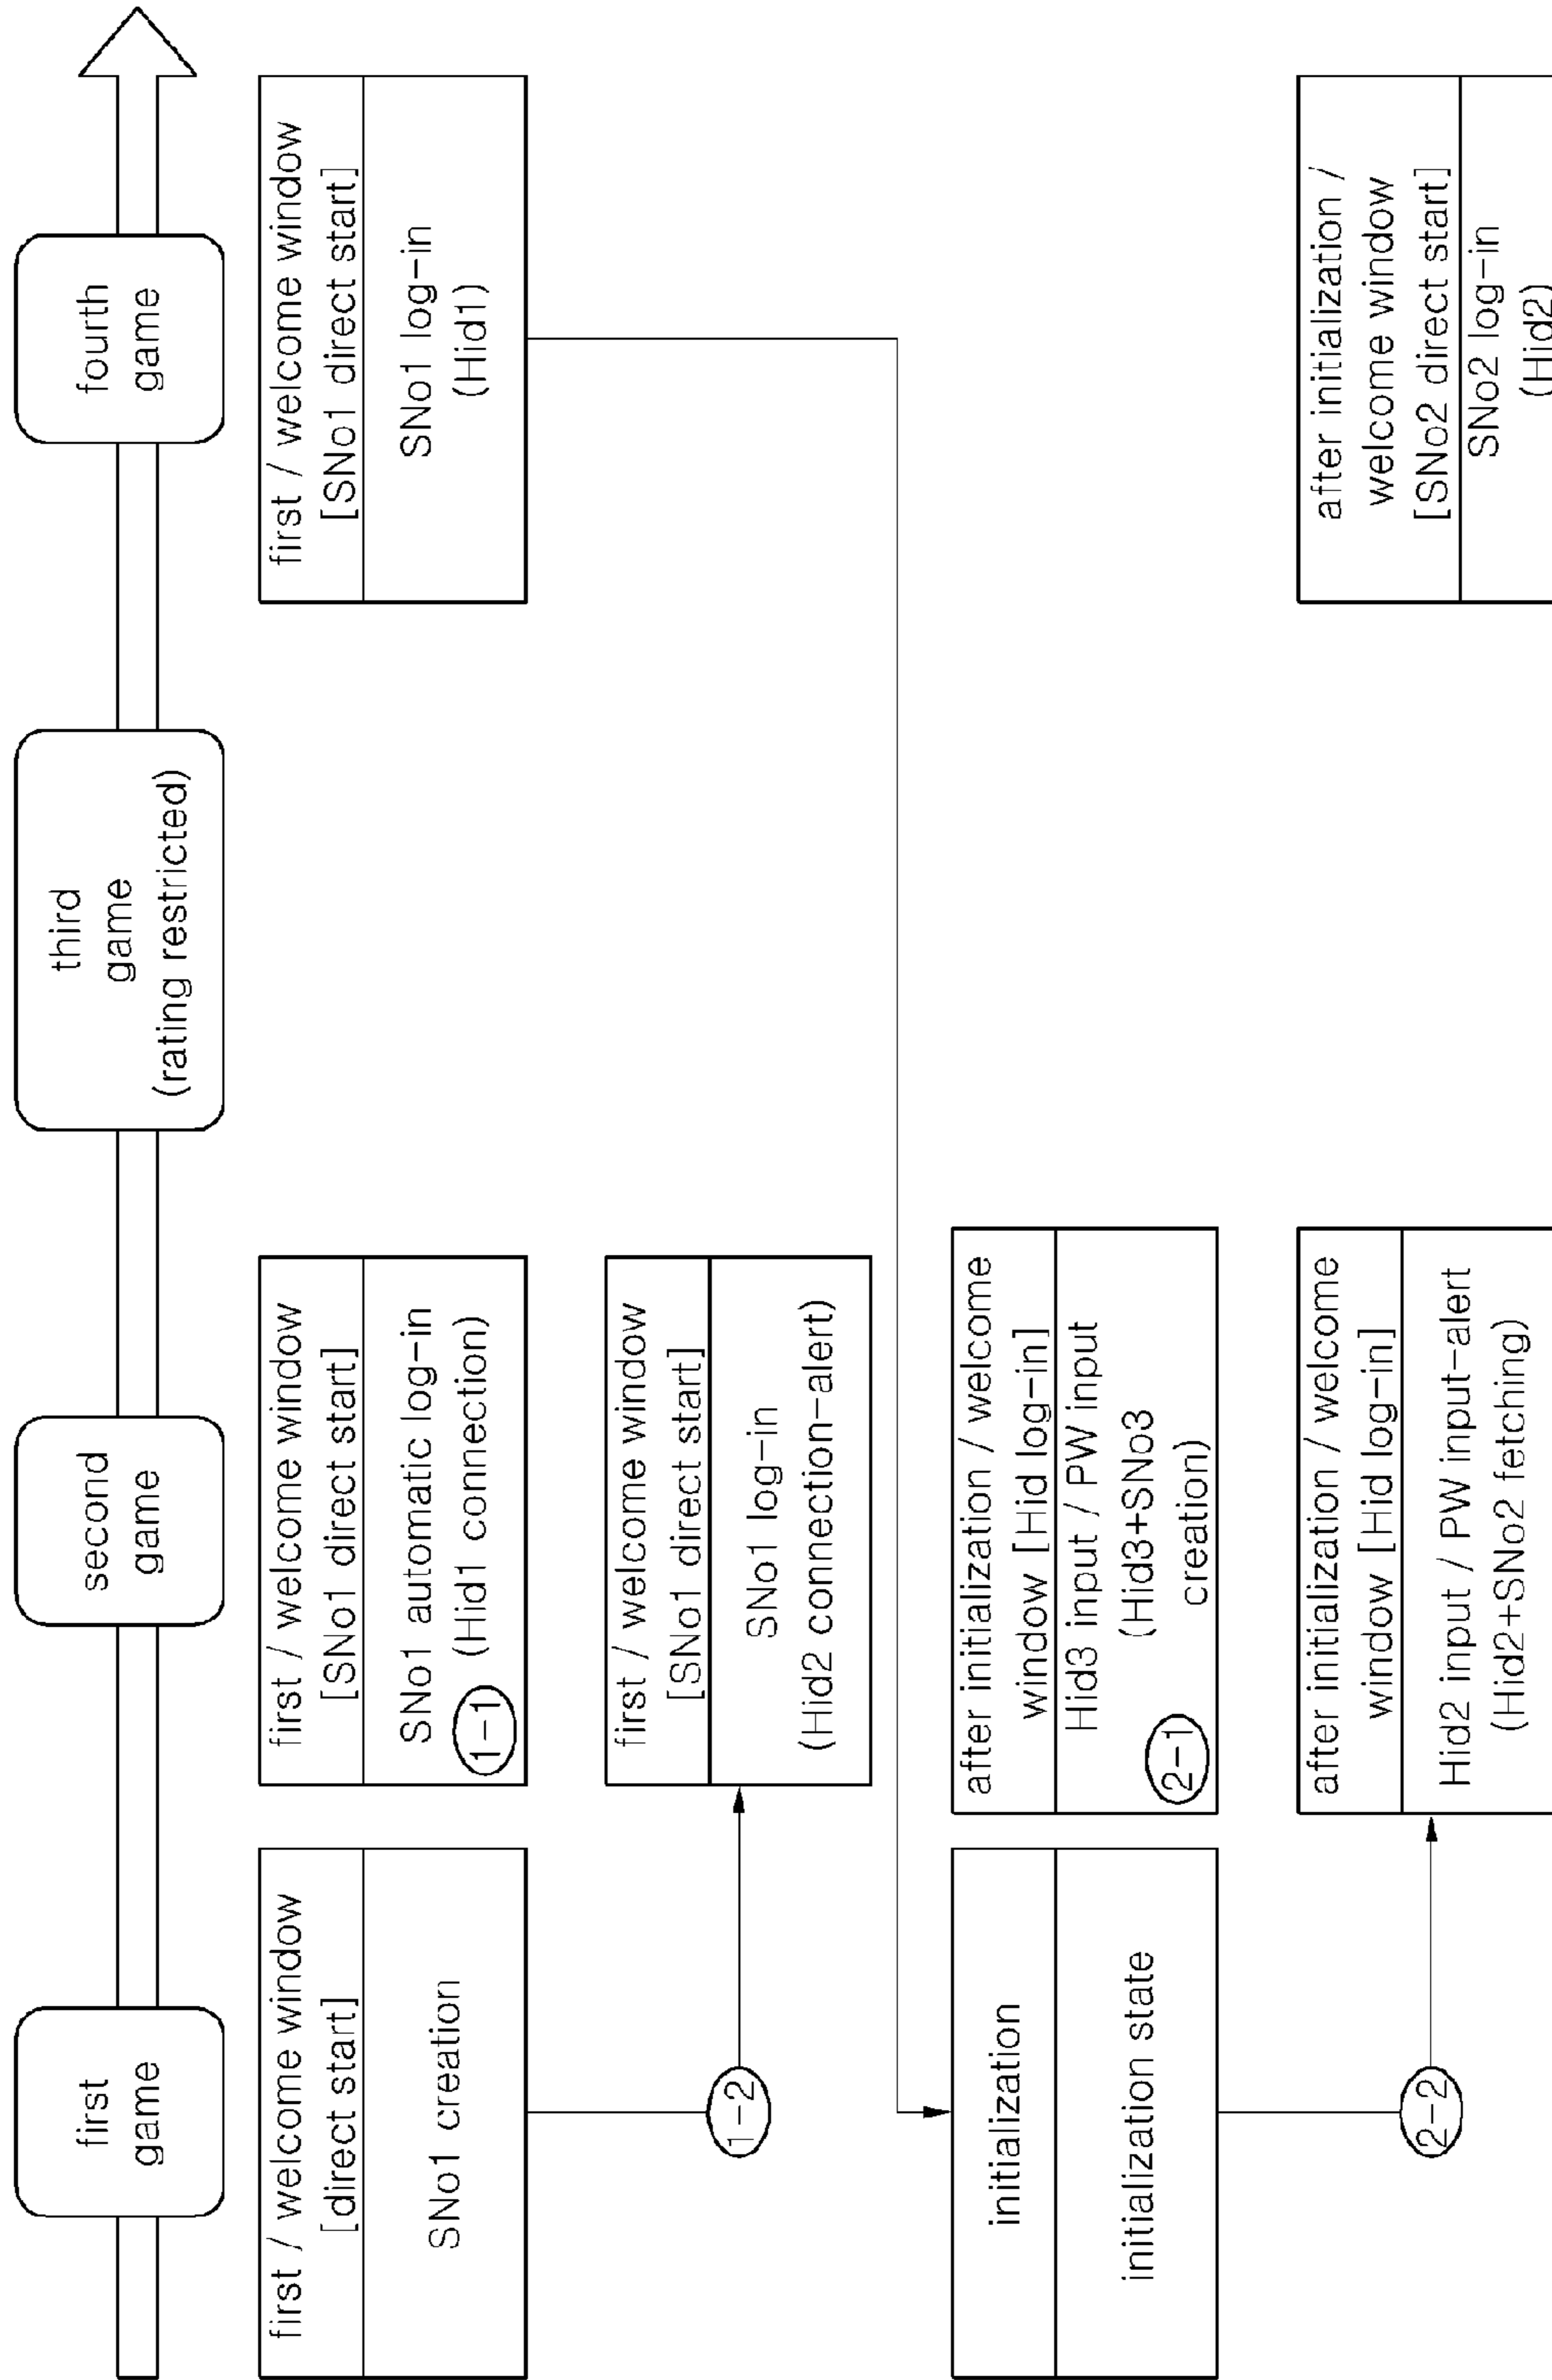 first
game
second
game
third
game
(rating restricted)
fourth
game
first / welcome window
[direct start]
SNo1 creation
first / welcome window
[SNo1 direct start]
SNo1 automatic log-in
1-1 (Hid1 connection)
first / welcome window
[SNo1 direct start]
SNo1 log-in
(Hid1)
1-2
first / welcome window
[SNo1 direct start]
SNo1 log-in
(Hid2 connection-alert)
initialization
initialization state
after initialization / welcome
window [Hid log-in]
Hid3 input / PW input
(Hid3+SNo3
creation)
2-1
2-2
after initialization / welcome
window [Hid log-in]
Hid2 input / PW input-alert
(Hid2+SNo2 fetching)
after initialization /
welcome window
[SNo2 direct start]
SNo2 log-in
(Hid2)